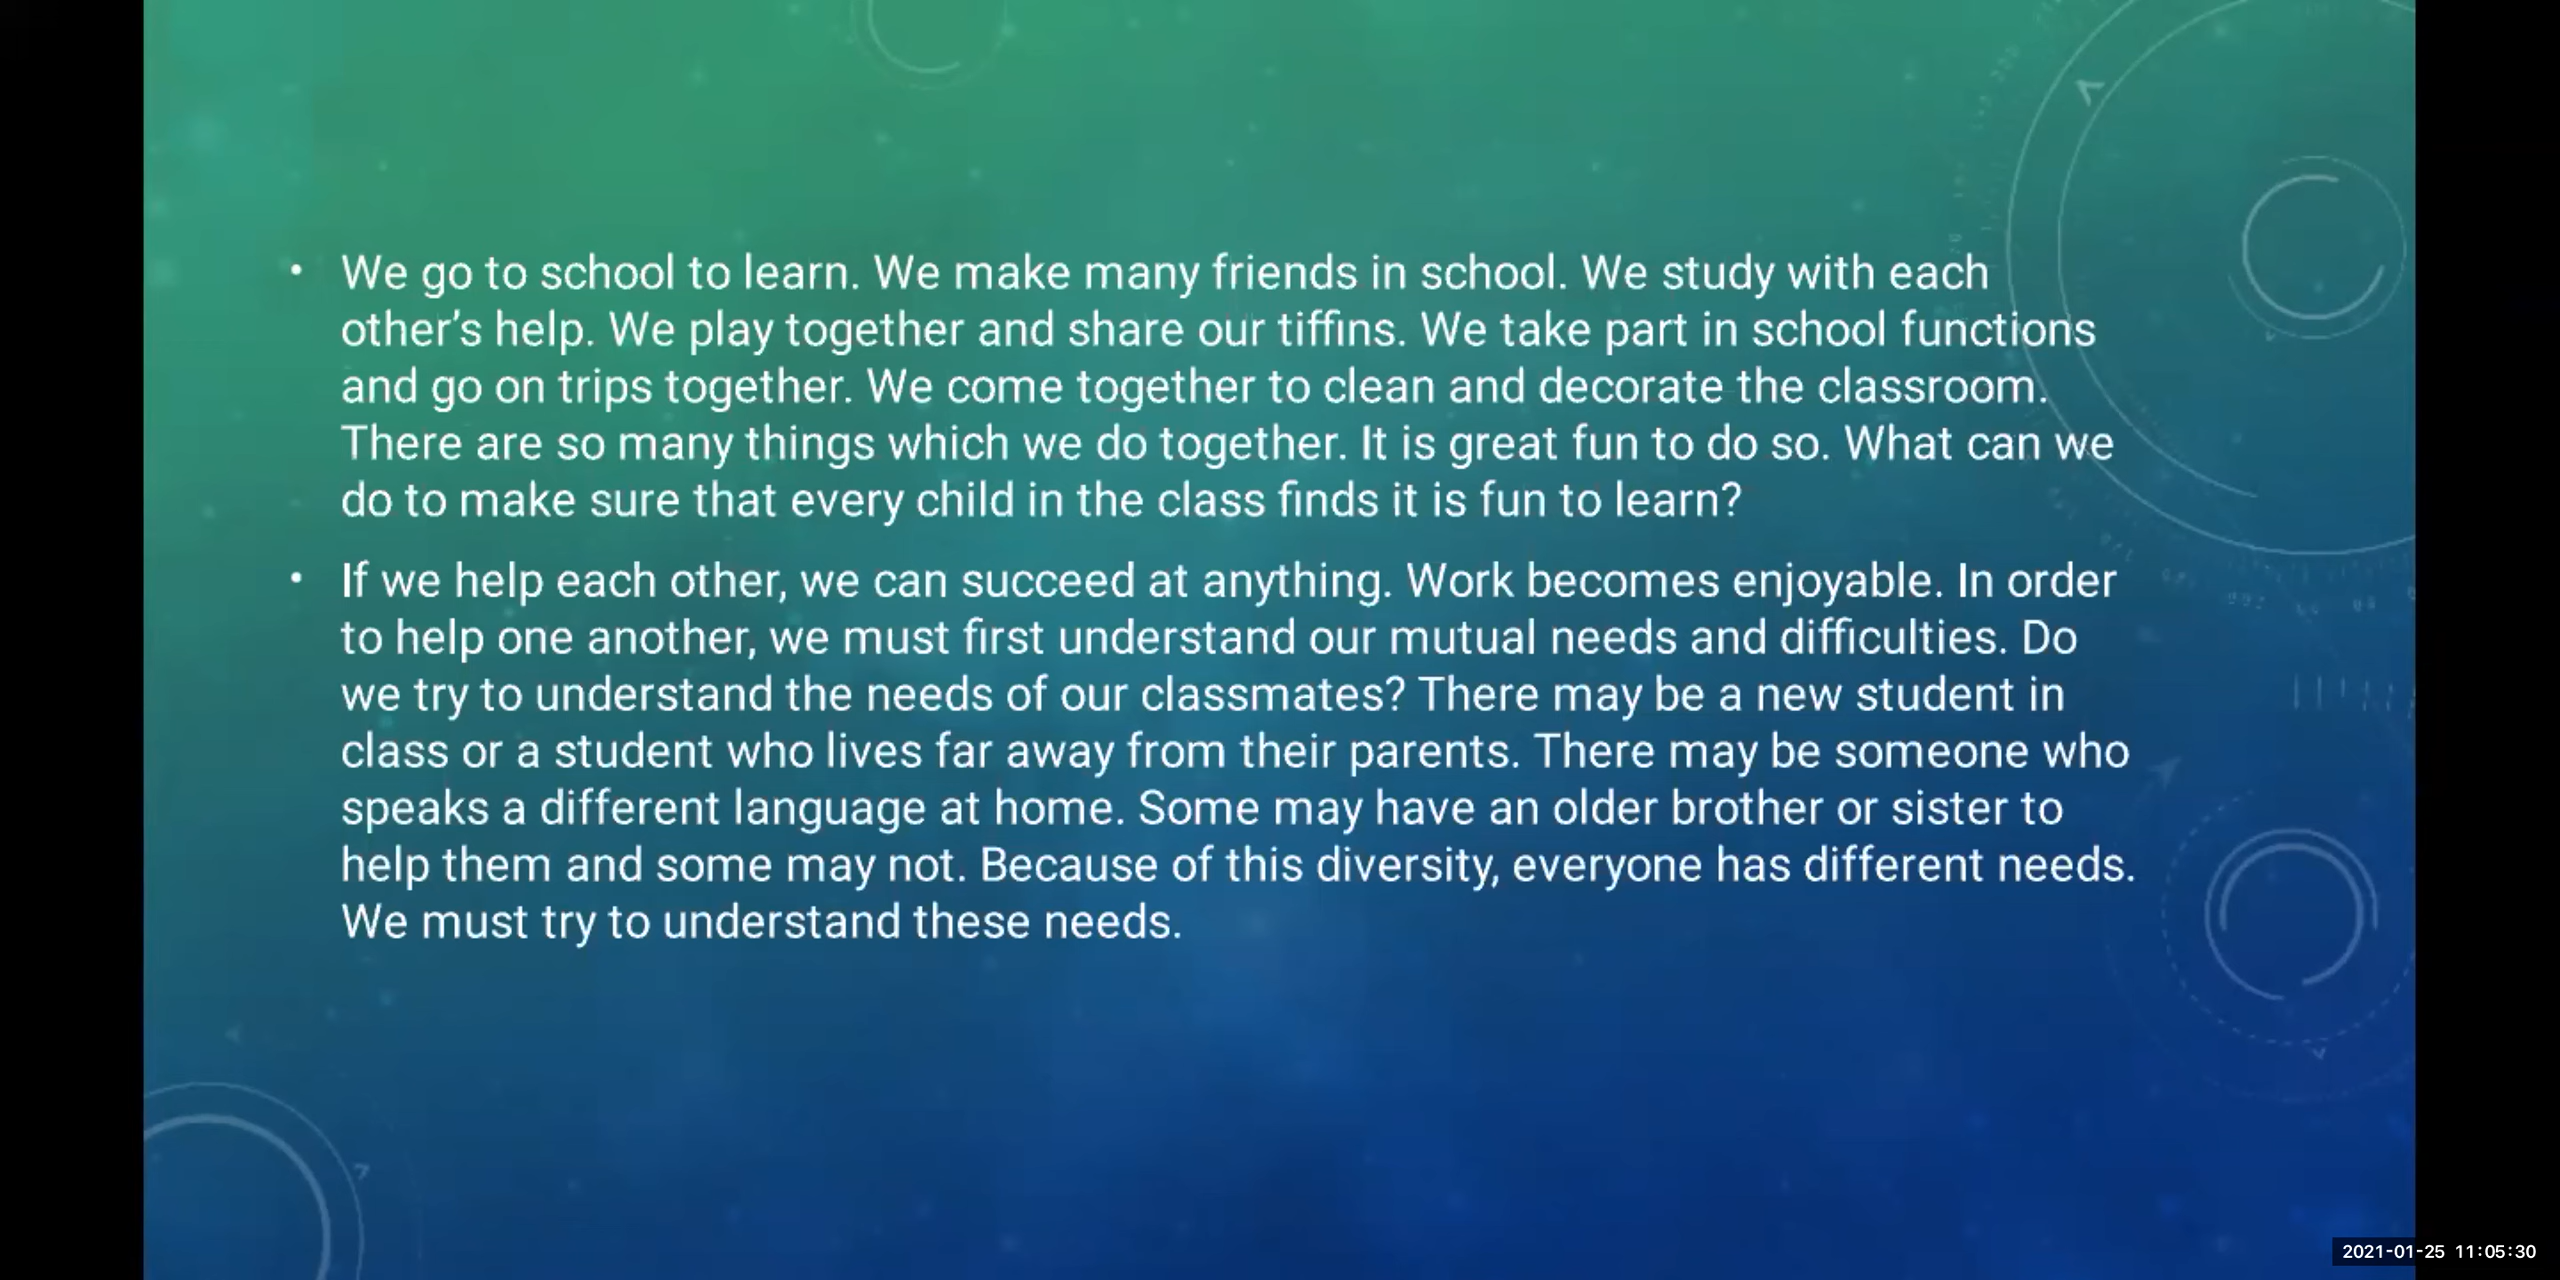 • We go to school to learn. We make many friends in school. We study with each
other’s help. We play together and share our tiffins. We take part in school functions
and go on trips together. We come together to clean and decorate the classroom.
There are so many things which we do together. It is great fun to do so. What can we
do to make sure that every child in the class finds it is fun to learn?
• If we help each other, we can succeed at anything. Work becomes enjoyable. In order
to help one another, we must first understand our mutual needs and difficulties. Do
we try to understand the needs of our classmates? There may be a new student in
class or a student who lives far away from their parents. There may be someone who
speaks a different language at home. Some may have an older brother or sister to
help them and some may not. Because of this diversity, everyone has different needs.
We must try to understand these needs.
2021-01-25 11:05:30